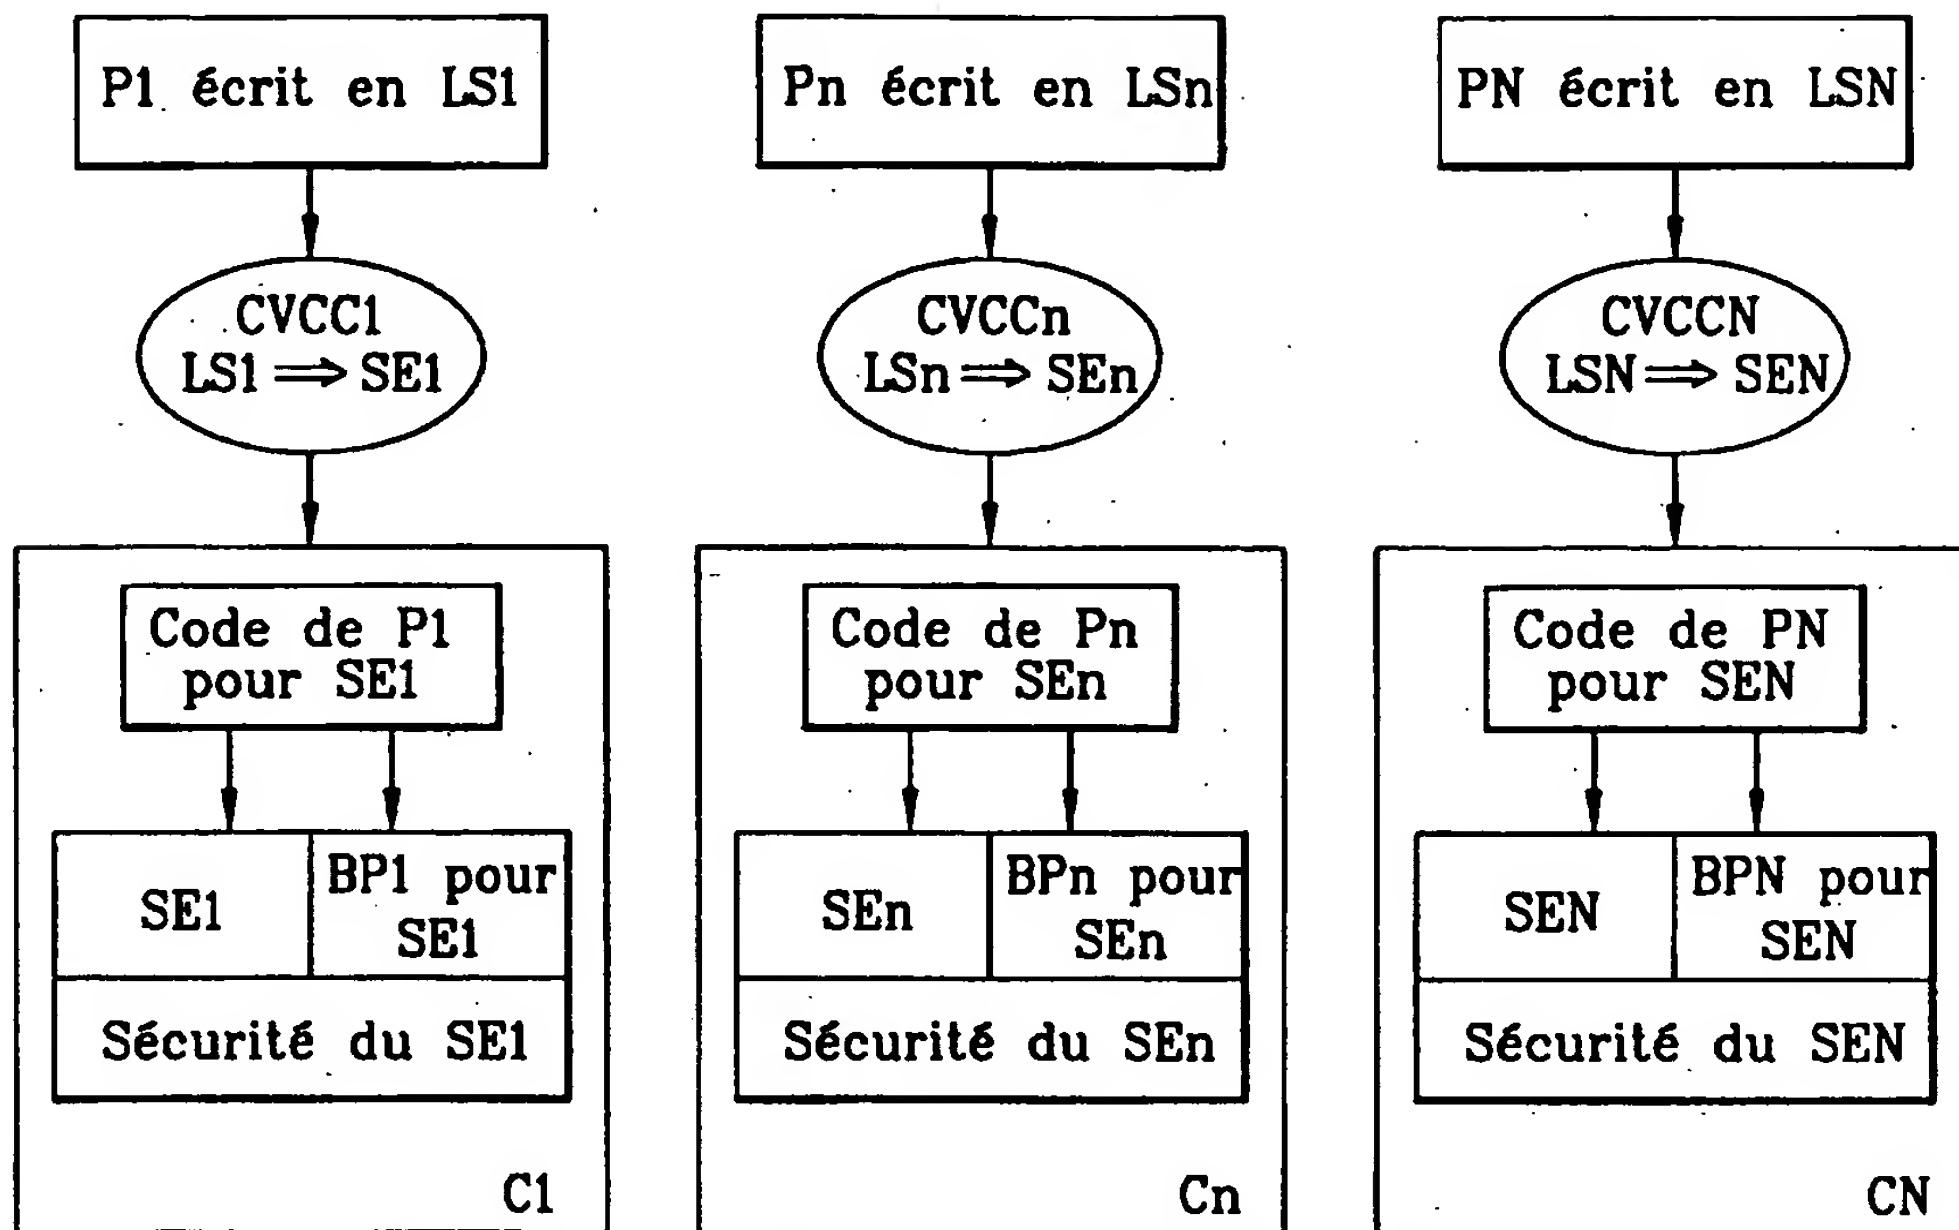 P1 écrit en LS1
CVCC1
LS1 ⟹ SE1
Code de P1
pour SE1
SE1
BP1 pour
SE1
Sécurité du SE1
C1
Pn écrit en LSn
CVCCn
LSn ⟹ SEn
Code de Pn
pour SEn
SEn
BPn pour
SEn
Sécurité du SEn
Cn
PN écrit en LSN
CVCCN
LSN ⟹ SEN
Code de PN
pour SEN
SEN
BPN pour
SEN
Sécurité du SEN
CN